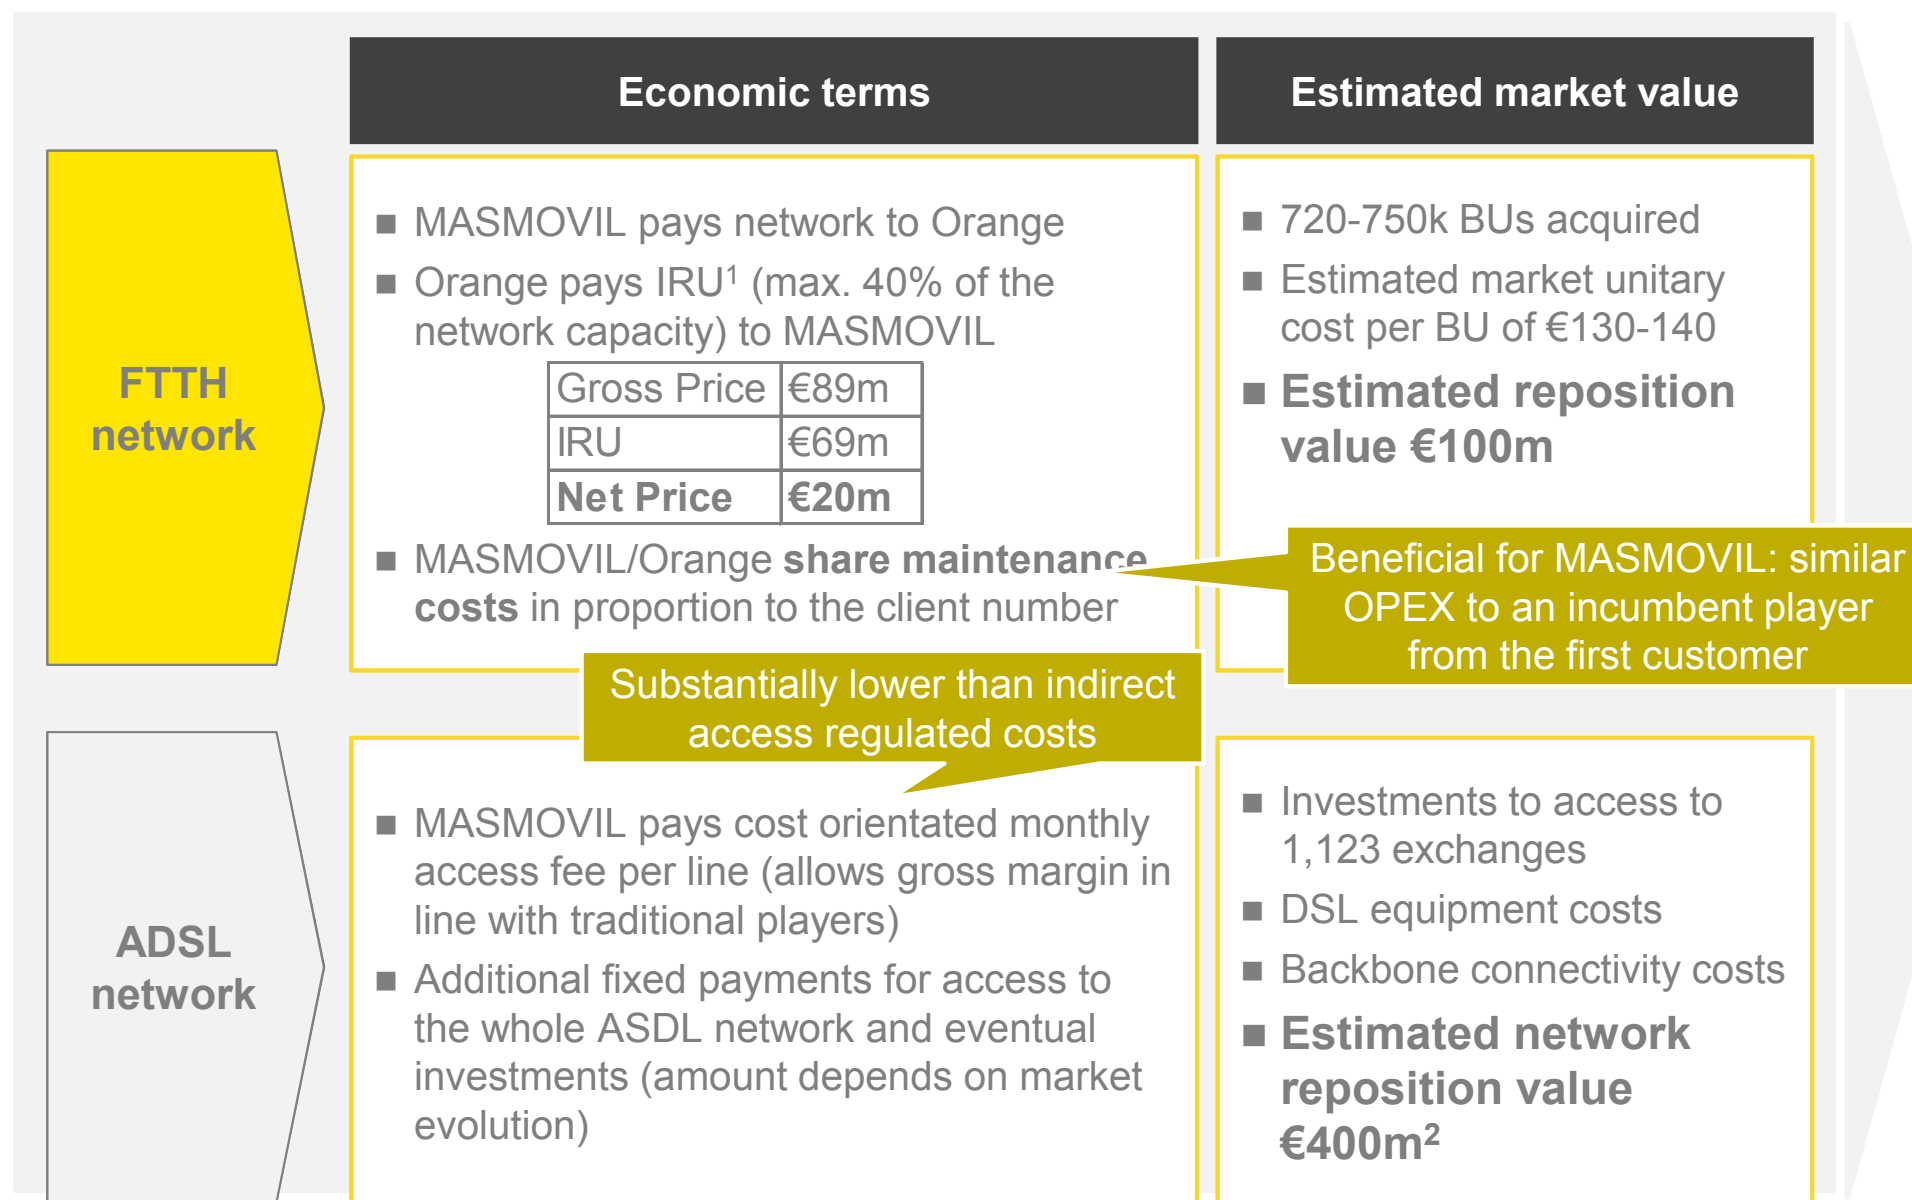 Economic terms
Estimated market value
FTTH
network
■ MASMOVIL pays network to Orange
■ Orange pays IRU¹ (max. 40% of the
network capacity) to MASMOVIL
Gross Price €89m
IRU €69m
Net Price €20m
■ MASMOVIL/Orange share maintenance
costs in proportion to the client number
■ 720-750k BUs acquired
■ Estimated market unitary
cost per BU of €130-140
■ Estimated reposition
value €100m
Beneficial for MASMOVIL: similar
OPEX to an incumbent player
from the first customer
Substantially lower than indirect
access regulated costs
ADSL
network
■ MASMOVIL pays cost orientated monthly
access fee per line (allows gross margin in
line with traditional players)
■ Additional fixed payments for access to
the whole ASDL network and eventual
investments (amount depends on market
evolution)
■ Investments to access to
1,123 exchanges
■ DSL equipment costs
■ Backbone connectivity costs
■ Estimated network
reposition value
€400m²